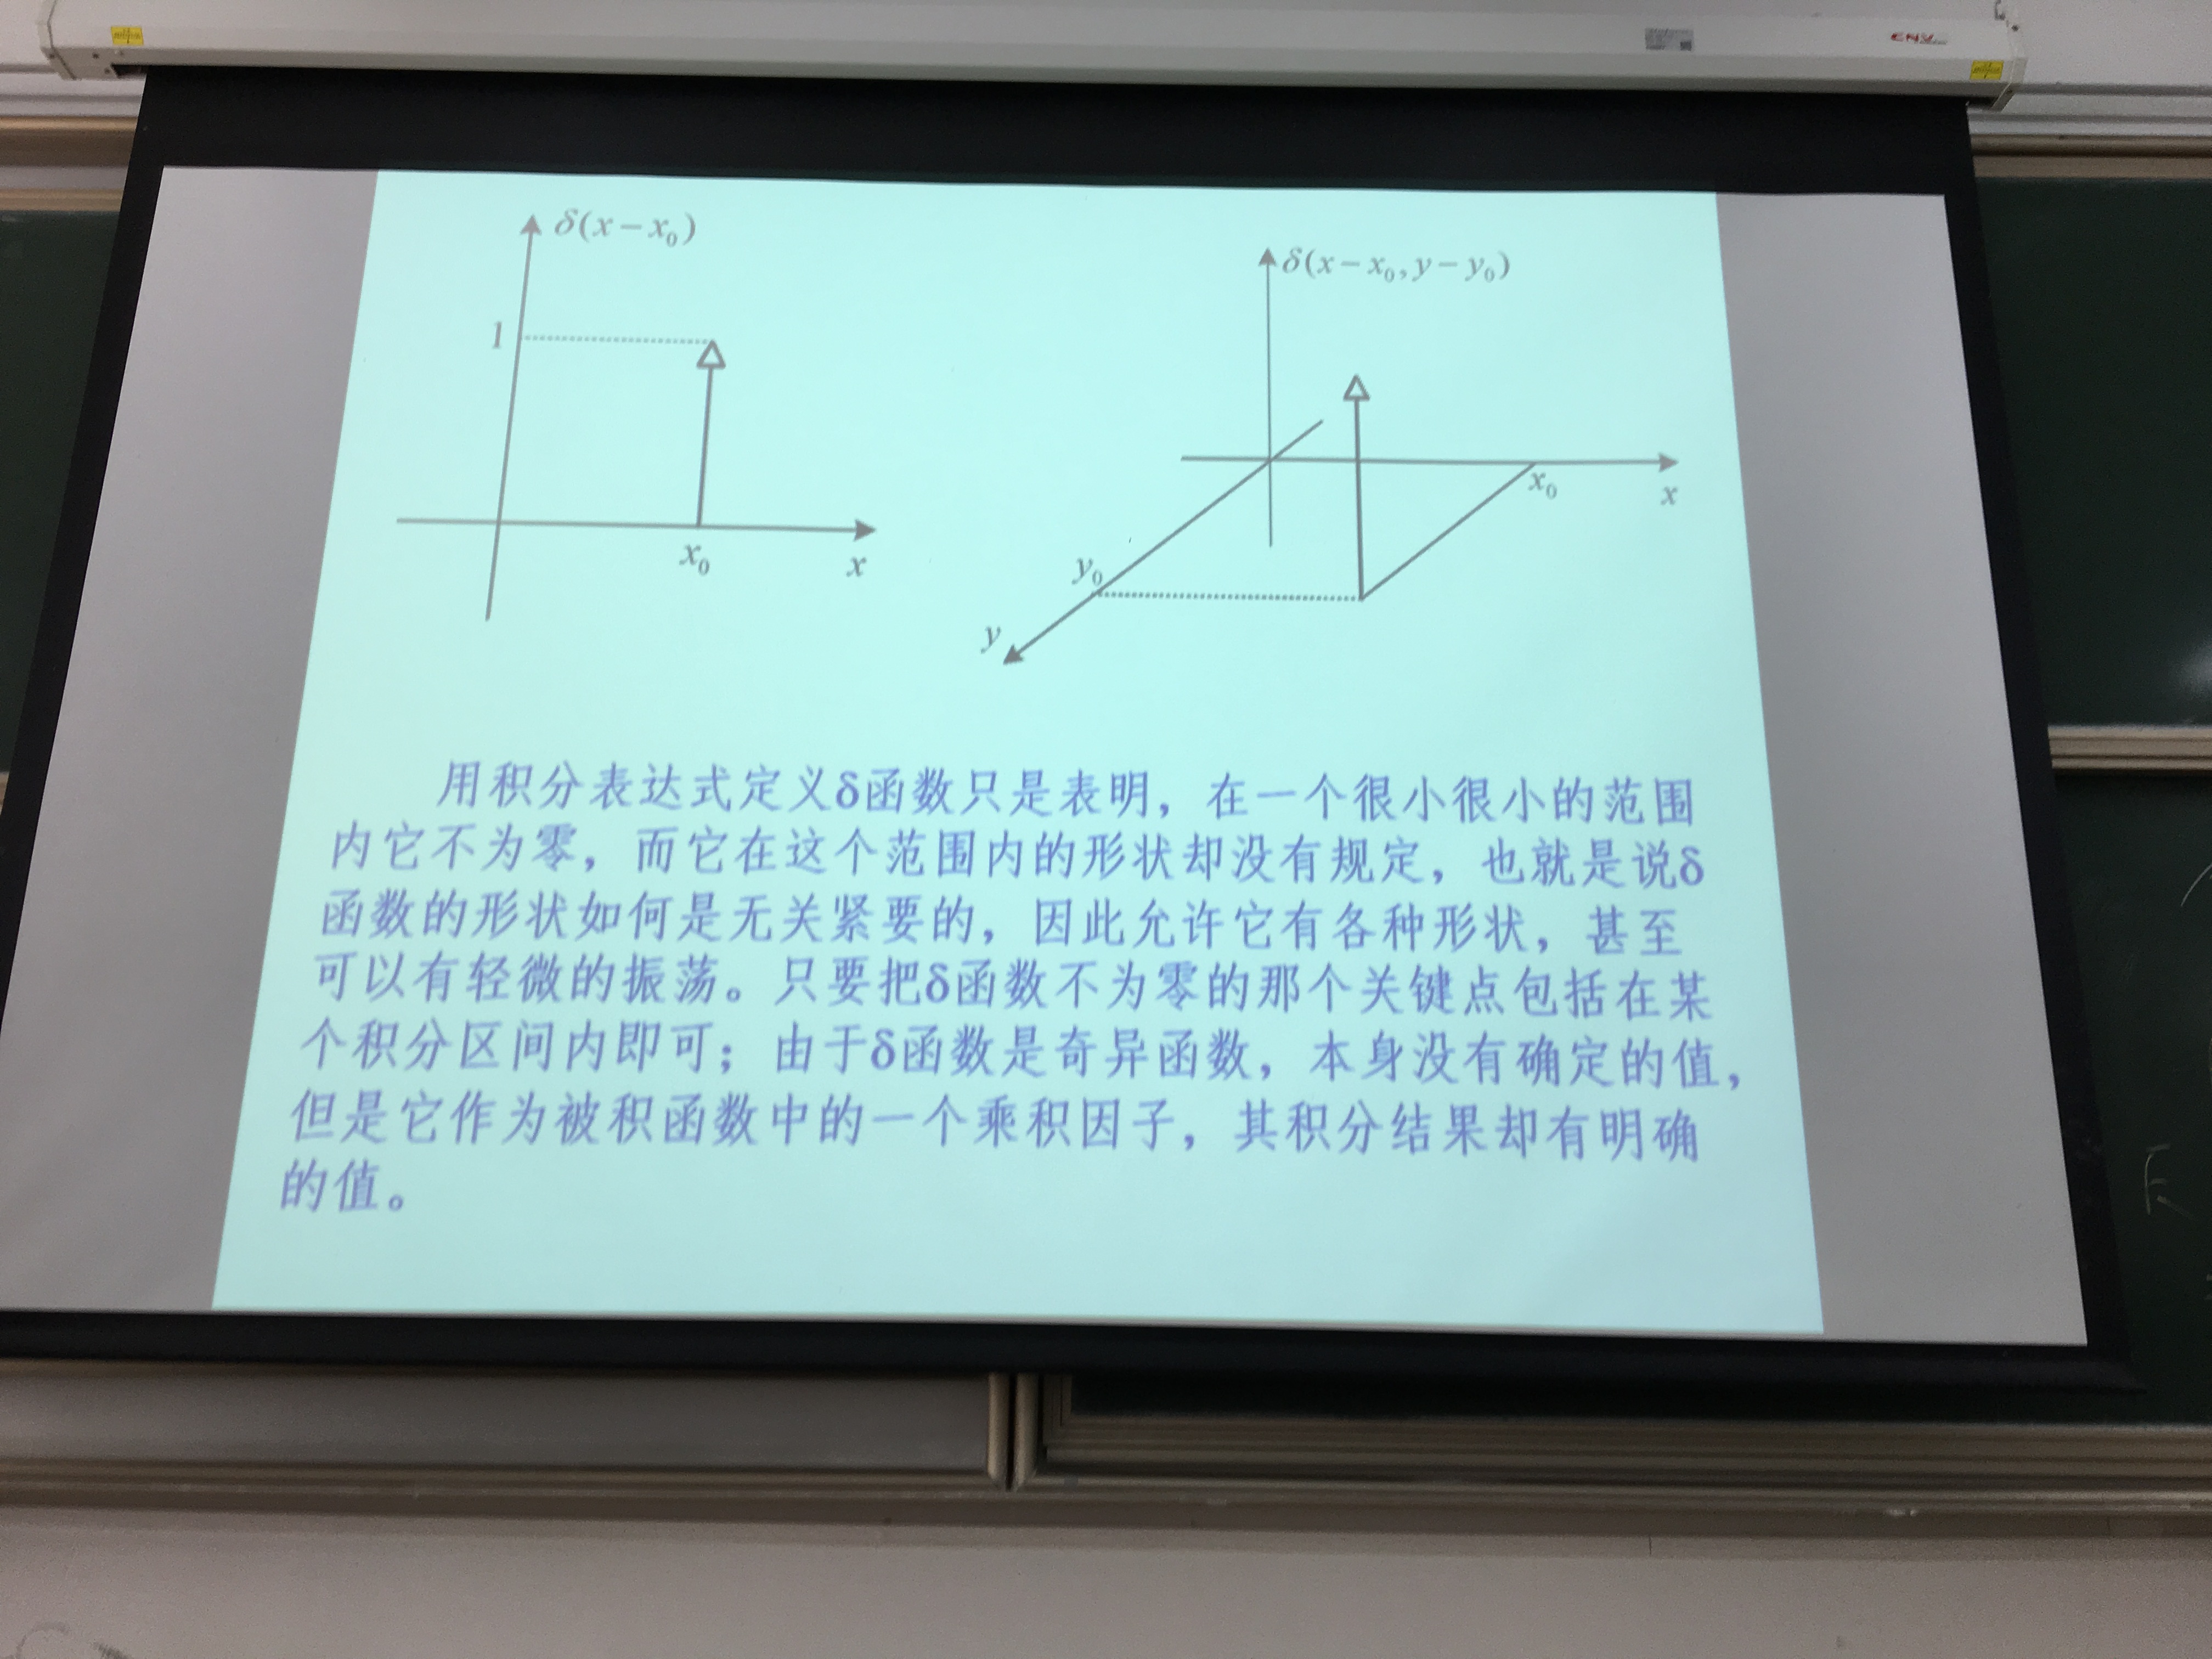 δ(x－x₀)
1
x₀
x
δ(x－x₀,y－y₀)
x₀
x
y₀
y
用积分表达式定义δ函数只是表明，在一个很小很小的范围
内它不为零，而它在这个范围内的形状却没有规定，也就是说δ
函数的形状如何是无关紧要的，因此允许它有各种形状，甚至
可以有轻微的振荡。只要把δ函数不为零的那个关键点包括在某
个积分区间内即可；由于δ函数是奇异函数，本身没有确定的值，
但是它作为被积函数中的一个乘积因子，其积分结果却有明确
的值。